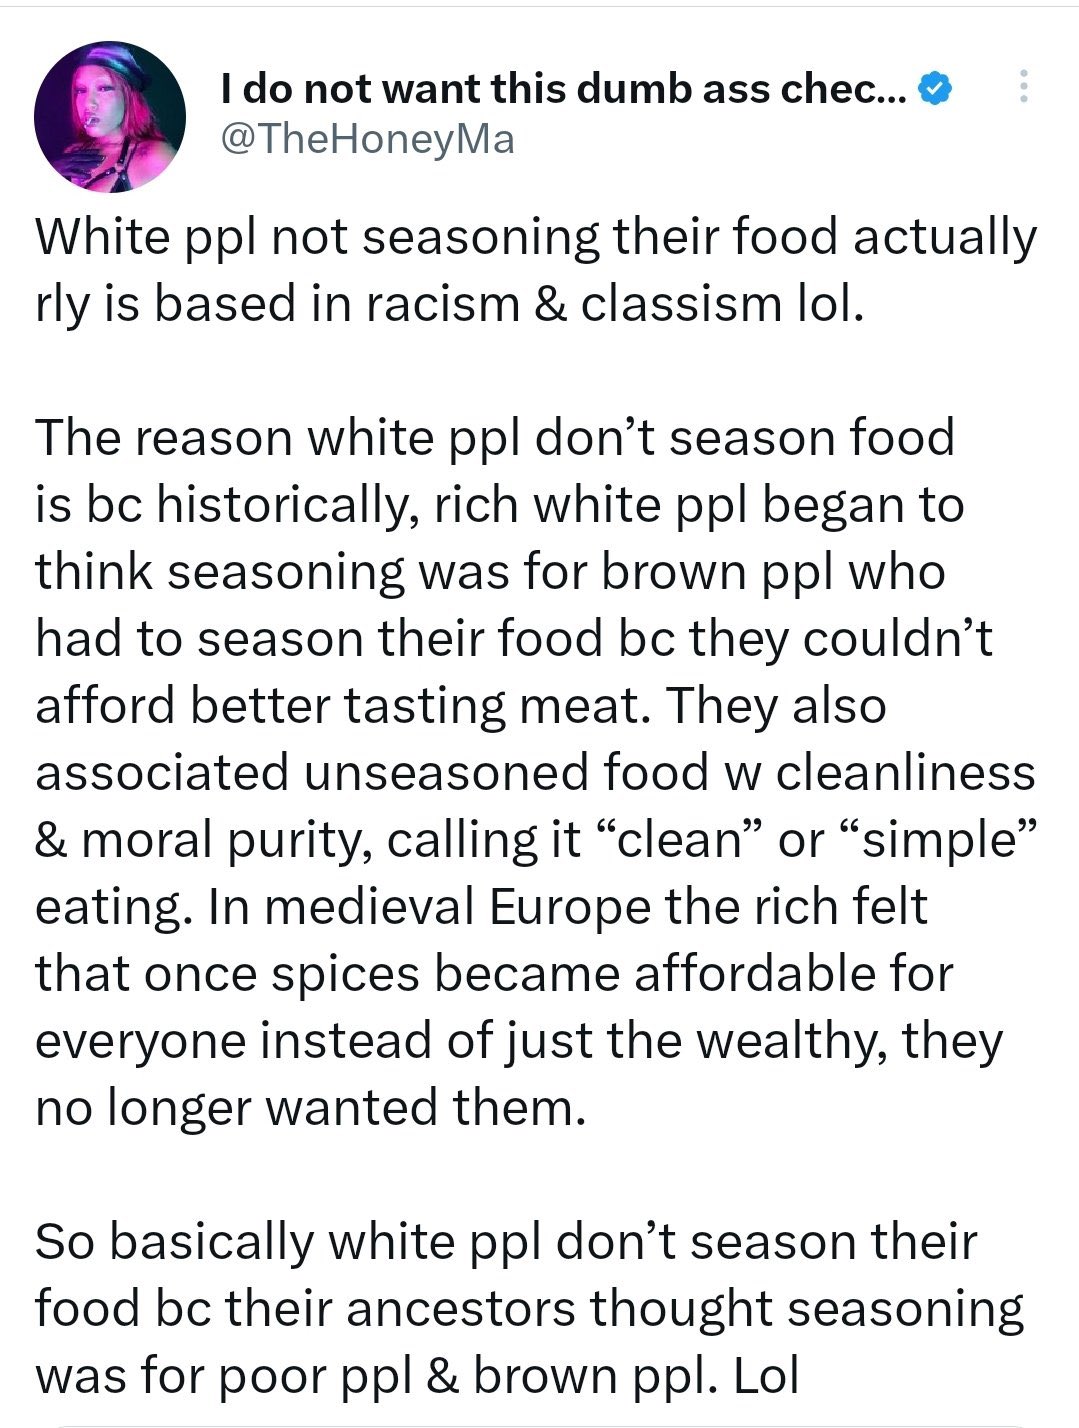 I do not want this dumb ass chec...
@TheHoneyMa
White ppl not seasoning their food actually
rly is based in racism & classism lol.
The reason white ppl don’t season food
is bc historically, rich white ppl began to
think seasoning was for brown ppl who
had to season their food bc they couldn’t
afford better tasting meat. They also
associated unseasoned food w cleanliness
& moral purity, calling it “clean” or “simple”
eating. In medieval Europe the rich felt
that once spices became affordable for
everyone instead of just the wealthy, they
no longer wanted them.
So basically white ppl don’t season their
food bc their ancestors thought seasoning
was for poor ppl & brown ppl. Lol